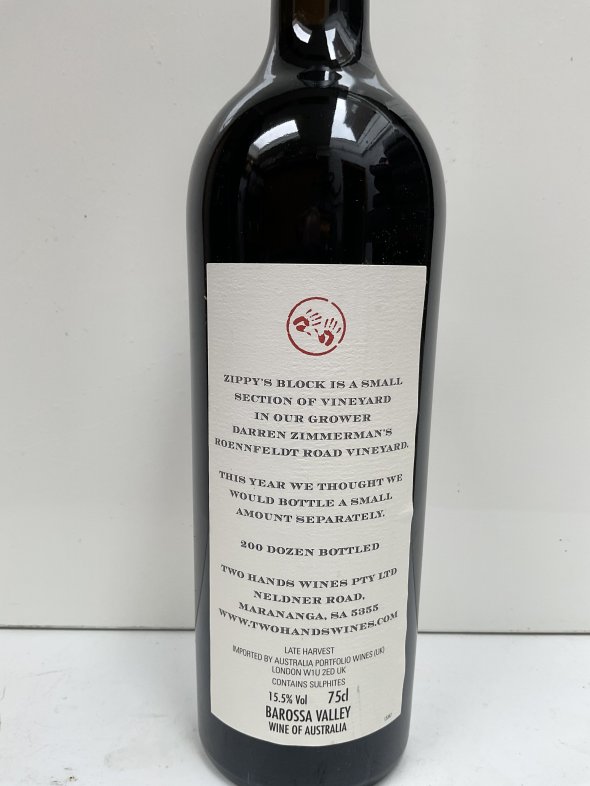 ZIPPY'S BLOCK IS A SMALL
SECTION OF VINEYARD
IN OUR GROWER
DARREN ZIMMERMAN'S
ROENNFELDT ROAD VINEYARD.
THIS YEAR WE THOUGHT WE
WOULD BOTTLE A SMALL
AMOUNT SEPARATELY.
200 DOZEN BOTTLED
TWO HANDS WINES PTY LTD
NELDNER ROAD,
MARANANGA, SA 5355
WWW.TWOHANDSWINES.COM
LATE HARVEST
IMPORTED BY AUSTRALIA PORTFOLIO WINES (UK)
LONDON W1U 2ED UK
CONTAINS SULPHITES
15.5% Vol 75cl
BAROSSA VALLEY
WINE OF AUSTRALIA